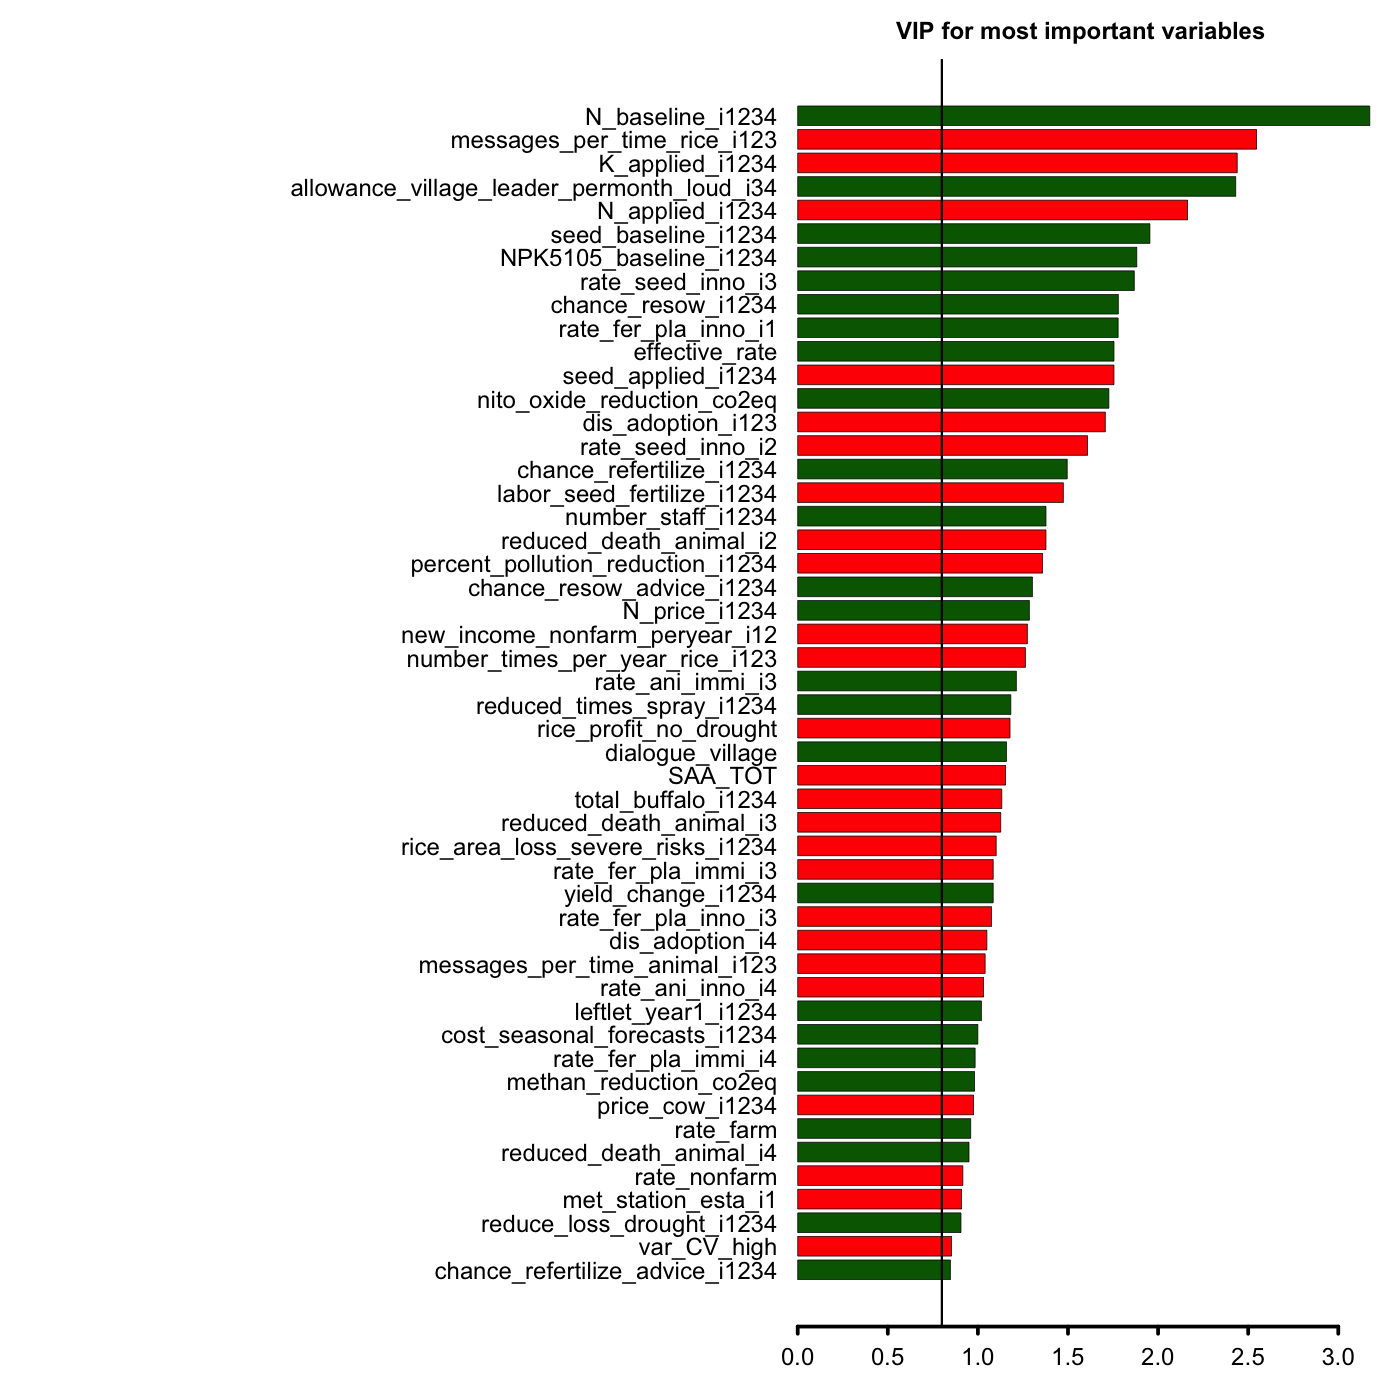 VIP for most important variables
N_baseline_i1234
messages_per_time_rice_i123
K_applied_i1234
allowance_village_leader_permonth_loud_i34
N_applied_i1234
seed_baseline_i1234
NPK5105_baseline_i1234
rate_seed_inno_i3
chance_resow_i1234
rate_fer_pla_inno_i1
effective_rate
seed_applied_i1234
nito_oxide_reduction_co2eq
dis_adoption_i123
rate_seed_inno_i2
chance_refertilize_i1234
labor_seed_fertilize_i1234
number_staff_i1234
reduced_death_animal_i2
percent_pollution_reduction_i1234
chance_resow_advice_i1234
N_price_i1234
new_income_nonfarm_peryear_i12
number_times_per_year_rice_i123
rate_ani_immi_i3
reduced_times_spray_i1234
rice_profit_no_drought
dialogue_village
SAA_TOT
total_buffalo_i1234
reduced_death_animal_i3
rice_area_loss_severe_risks_i1234
rate_fer_pla_immi_i3
yield_change_i1234
rate_fer_pla_inno_i3
dis_adoption_i4
messages_per_time_animal_i123
rate_ani_inno_i4
leftlet_year1_i1234
cost_seasonal_forecasts_i1234
rate_fer_pla_immi_i4
methan_reduction_co2eq
price_cow_i1234
rate_farm
reduced_death_animal_i4
rate_nonfarm
met_station_esta_i1
reduce_loss_drought_i1234
var_CV_high
chance_refertilize_advice_i1234
0.0 0.5 1.0 1.5 2.0 2.5 3.0